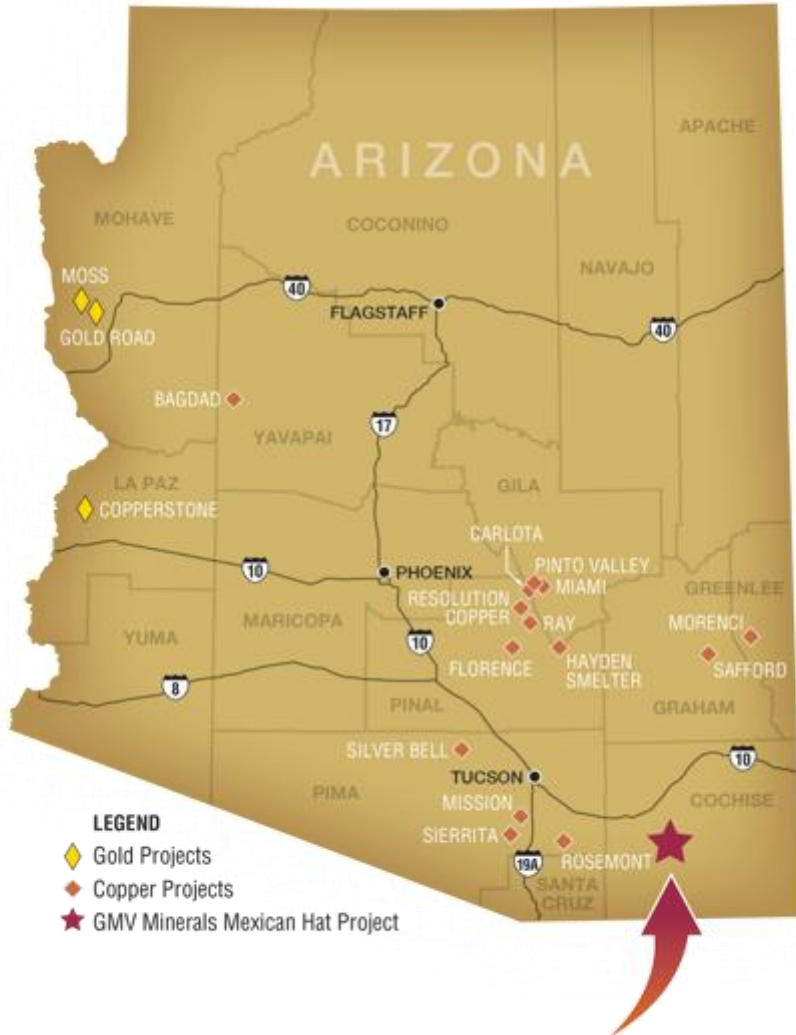 APACHE
ARIZONA
MOHAVE
COCONINO
NAVAJO
MOSS
40
FLAGSTAFF
GOLD ROAD
40
BAGDAD
17
YAVAPAI
LA PAZ
GILA
COPPERSTONE
CARLOTA
PINTO VALLEY
10
PHOENIX
MIAMI
GREENLEE
RESOLUTION
COPPER
MARICOPA
RAY
MORENCI
YUMA
10
FLORENCE
HAYDEN
SMELTER
SAFFORD
8
PINAL
GRAHAM
SILVER BELL
10
TUCSON
PIMA
MISSION
COCHISE
LEGEND
SIERRITA
Gold Projects
19A
ROSEMONT
Copper Projects
SANTA
CRUZ
GMV Minerals Mexican Hat Project